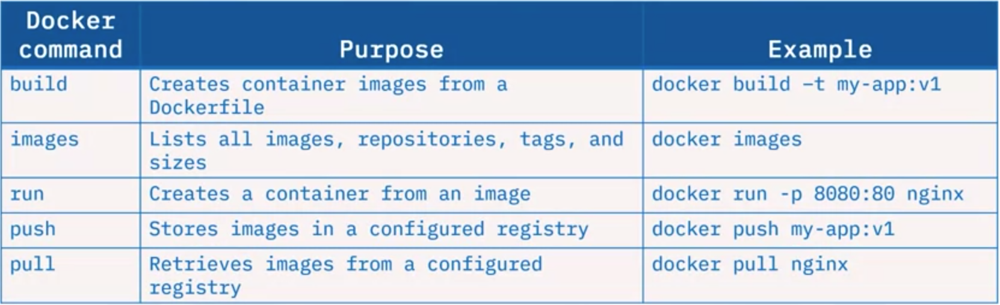 Docker
command
Purpose
Example
build
Creates container images from a
Dockerfile
docker build –t my-app:v1
images
Lists all images, repositories, tags, and
sizes
docker images
run
Creates a container from an image
docker run -p 8080:80 nginx
push
Stores images in a configured registry
docker push my-app:v1
pull
Retrieves images from a configured
registry
docker pull nginx